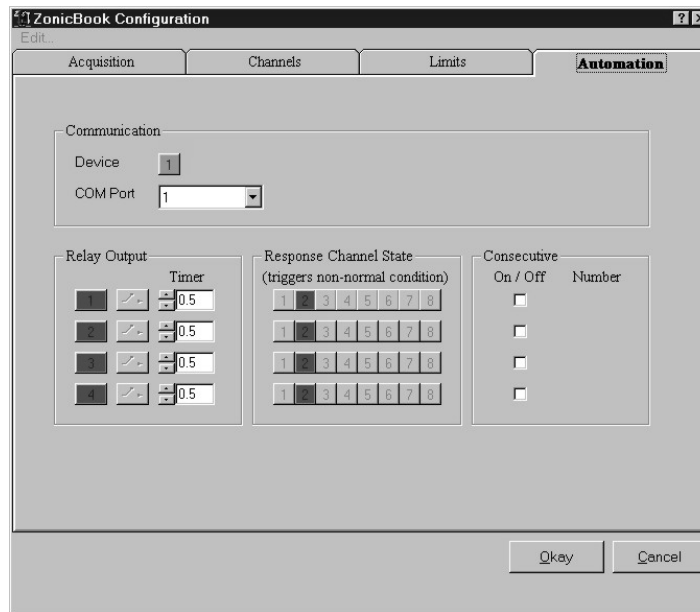 ZonicBook Configuration ?
Edit...
Acquisition Channels Limits Automation
Communication
Device 1
COM Port 1
Relay Output Response Channel State Consecutive
Timer (triggers non-normal condition) On / Off Number
1 0.5 1 2 3 4 5 6 7 8
2 0.5 1 2 3 4 5 6 7 8
3 0.5 1 2 3 4 5 6 7 8
4 0.5 1 2 3 4 5 6 7 8
Okay Cancel